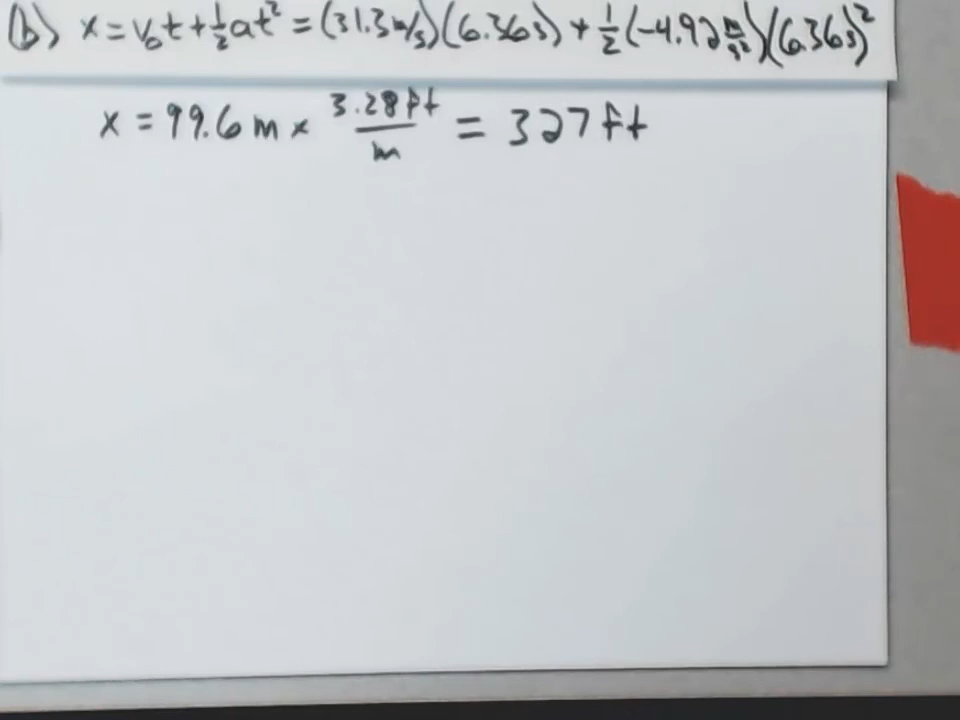 (b) x = v₀t + ½at² = (31.3 m/s)(6.36 s) + ½(-4.92 m/s²)(6.36 s)²
x = 99.6 m × 3.28 ft/m = 327 ft